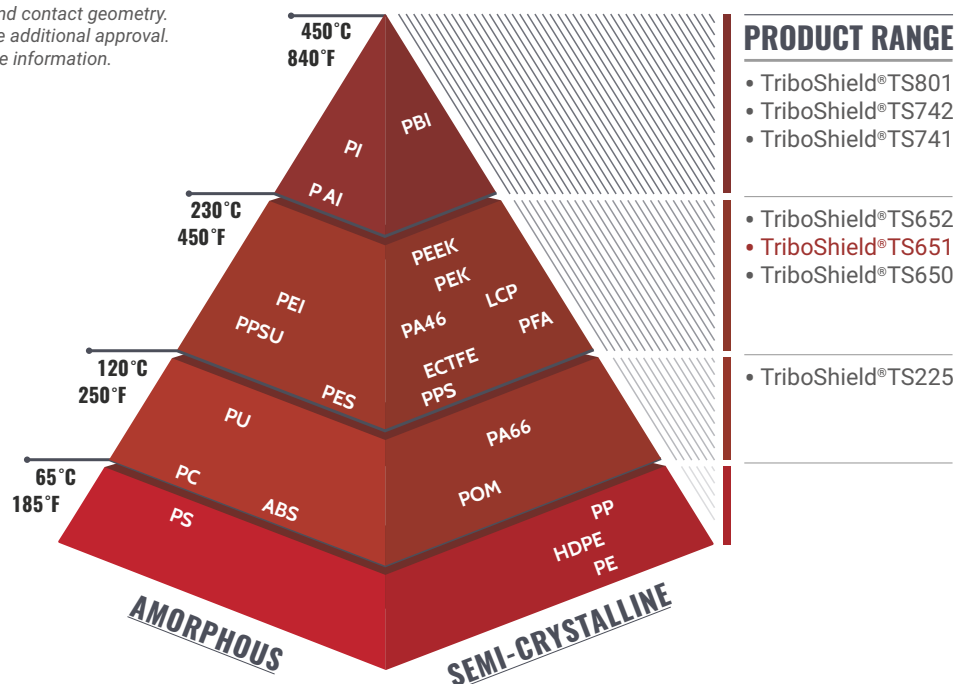 nd contact geometry.
e additional approval.
e information.
450°C
840°F
PRODUCT RANGE
• TriboShield®TS801
• TriboShield®TS742
• TriboShield®TS741
PBI
PI
P AI
230°C
450°F
• TriboShield®TS652
• TriboShield®TS651
• TriboShield®TS650
PEEK
PEK
LCP
PEI
PA46
PFA
PPSU
ECTFE
PPS
PES
120°C
250°F
• TriboShield®TS225
PU
PA66
PC
POM
ABS
65°C
185°F
PS
PP
HDPE
PE
AMORPHOUS
SEMI-CRYSTALLINE